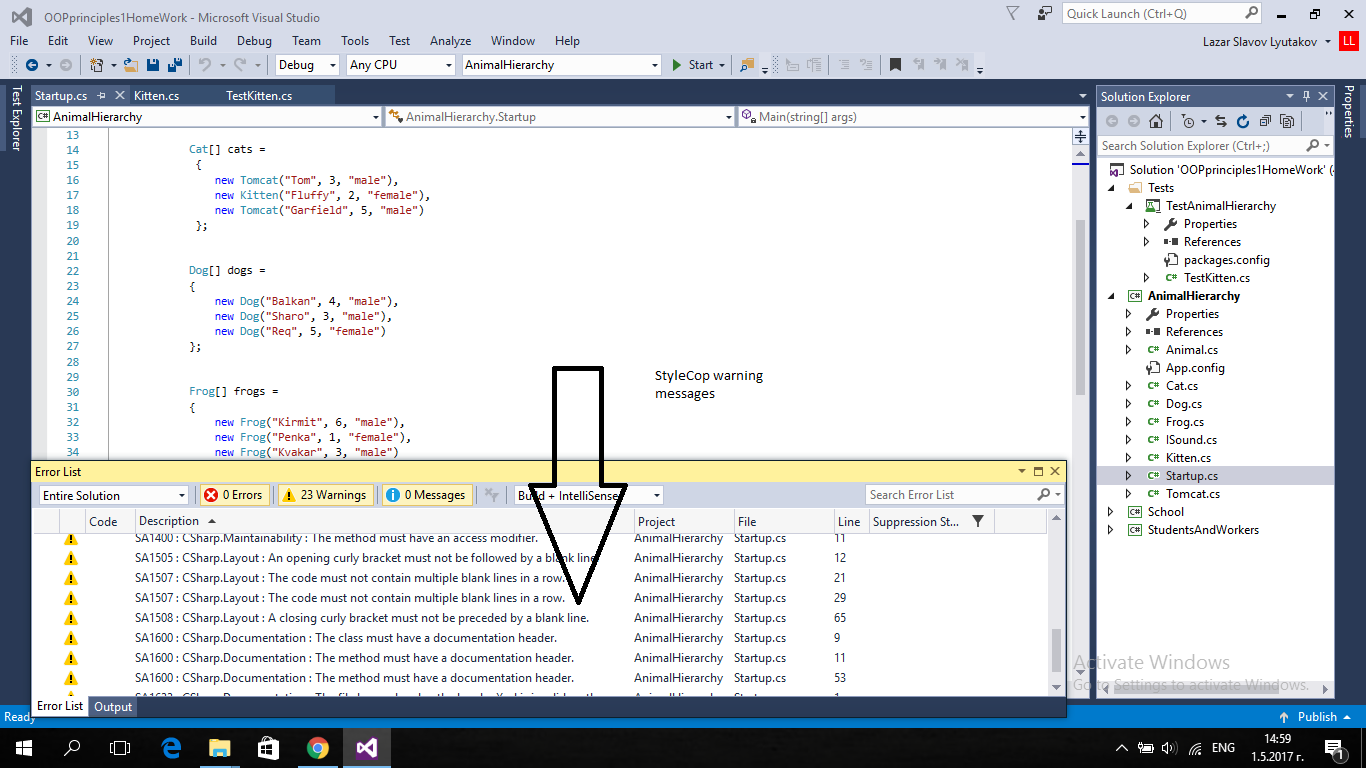 OOPprinciples1HomeWork - Microsoft Visual Studio
Quick Launch (Ctrl+Q)
File Edit View Project Build Debug Team Tools Test Analyze Window Help
Lazar Slavov Lyutakov LL
Debug Any CPU AnimalHierarchy Start
Test Explorer
Startup.cs Kitten.cs TestKitten.cs
AnimalHierarchy AnimalHierarchy.Startup Main(string[] args)
13
14 Cat[] cats =
15 {
16 new Tomcat("Tom", 3, "male"),
17 new Kitten("Fluffy", 2, "female"),
18 new Tomcat("Garfield", 5, "male")
19 };
20
21
22 Dog[] dogs =
23 {
24 new Dog("Balkan", 4, "male"),
25 new Dog("Sharo", 3, "male"),
26 new Dog("Req", 5, "female")
27 };
28
29
30 Frog[] frogs =
31 {
32 new Frog("Kirmit", 6, "male"),
33 new Frog("Penka", 1, "female"),
34 new Frog("Kvakar", 3, "male")
StyleCop warning
messages
Solution Explorer
Search Solution Explorer (Ctrl+;)
Solution 'OOPprinciples1HomeWork' (
Tests
TestAnimalHierarchy
Properties
References
packages.config
TestKitten.cs
AnimalHierarchy
Properties
References
Animal.cs
App.config
Cat.cs
Dog.cs
Frog.cs
ISound.cs
Kitten.cs
Startup.cs
Tomcat.cs
School
StudentsAndWorkers
Properties
Error List
Entire Solution 0 Errors 23 Warnings 0 Messages Build + IntelliSense Search Error List
Code Description Project File Line Suppression St...
SA1400 : CSharp.Maintainability : The method must have an access modifier. AnimalHierarchy Startup.cs 11
SA1505 : CSharp.Layout : An opening curly bracket must not be followed by a blank line. AnimalHierarchy Startup.cs 12
SA1507 : CSharp.Layout : The code must not contain multiple blank lines in a row. AnimalHierarchy Startup.cs 21
SA1507 : CSharp.Layout : The code must not contain multiple blank lines in a row. AnimalHierarchy Startup.cs 29
SA1508 : CSharp.Layout : A closing curly bracket must not be preceded by a blank line. AnimalHierarchy Startup.cs 65
SA1600 : CSharp.Documentation : The class must have a documentation header. AnimalHierarchy Startup.cs 9
SA1600 : CSharp.Documentation : The method must have a documentation header. AnimalHierarchy Startup.cs 11
SA1600 : CSharp.Documentation : The method must have a documentation header. AnimalHierarchy Startup.cs 53
Activate Windows
Go to Settings to activate Windows.
Error List Output
Ready Publish
ENG
14:59
1.5.2017 г.
1